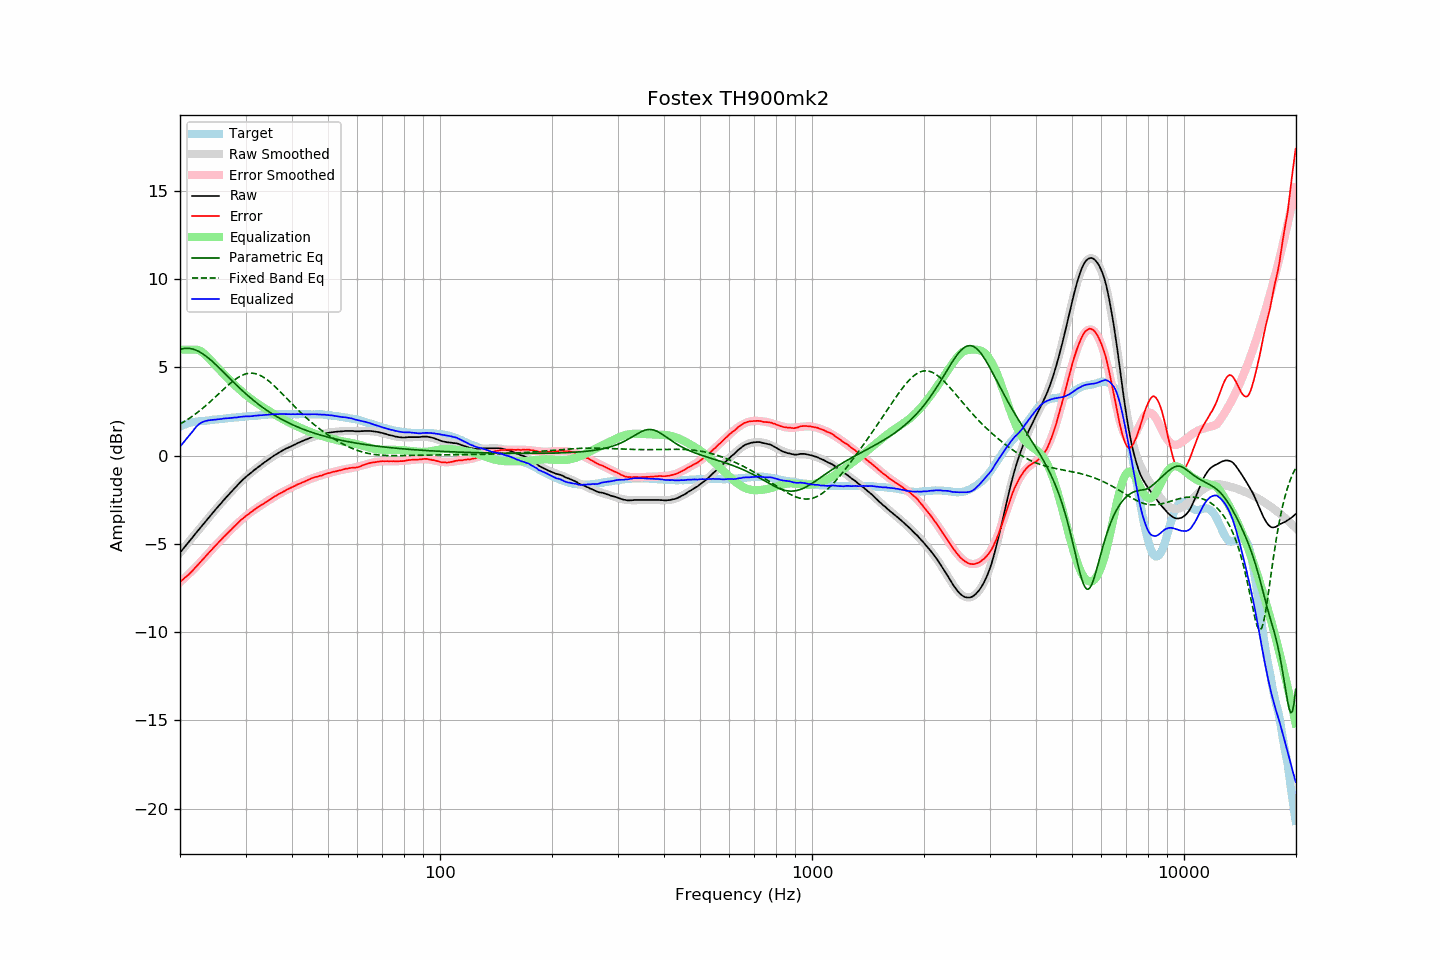 Fostex TH900mk2
Target
Raw Smoothed
Error Smoothed
Raw
Error
Equalization
Parametric Eq
Fixed Band Eq
Equalized
15
10
5
0
−5
−10
−15
−20
Amplitude (dBr)
100 1000 10000
Frequency (Hz)